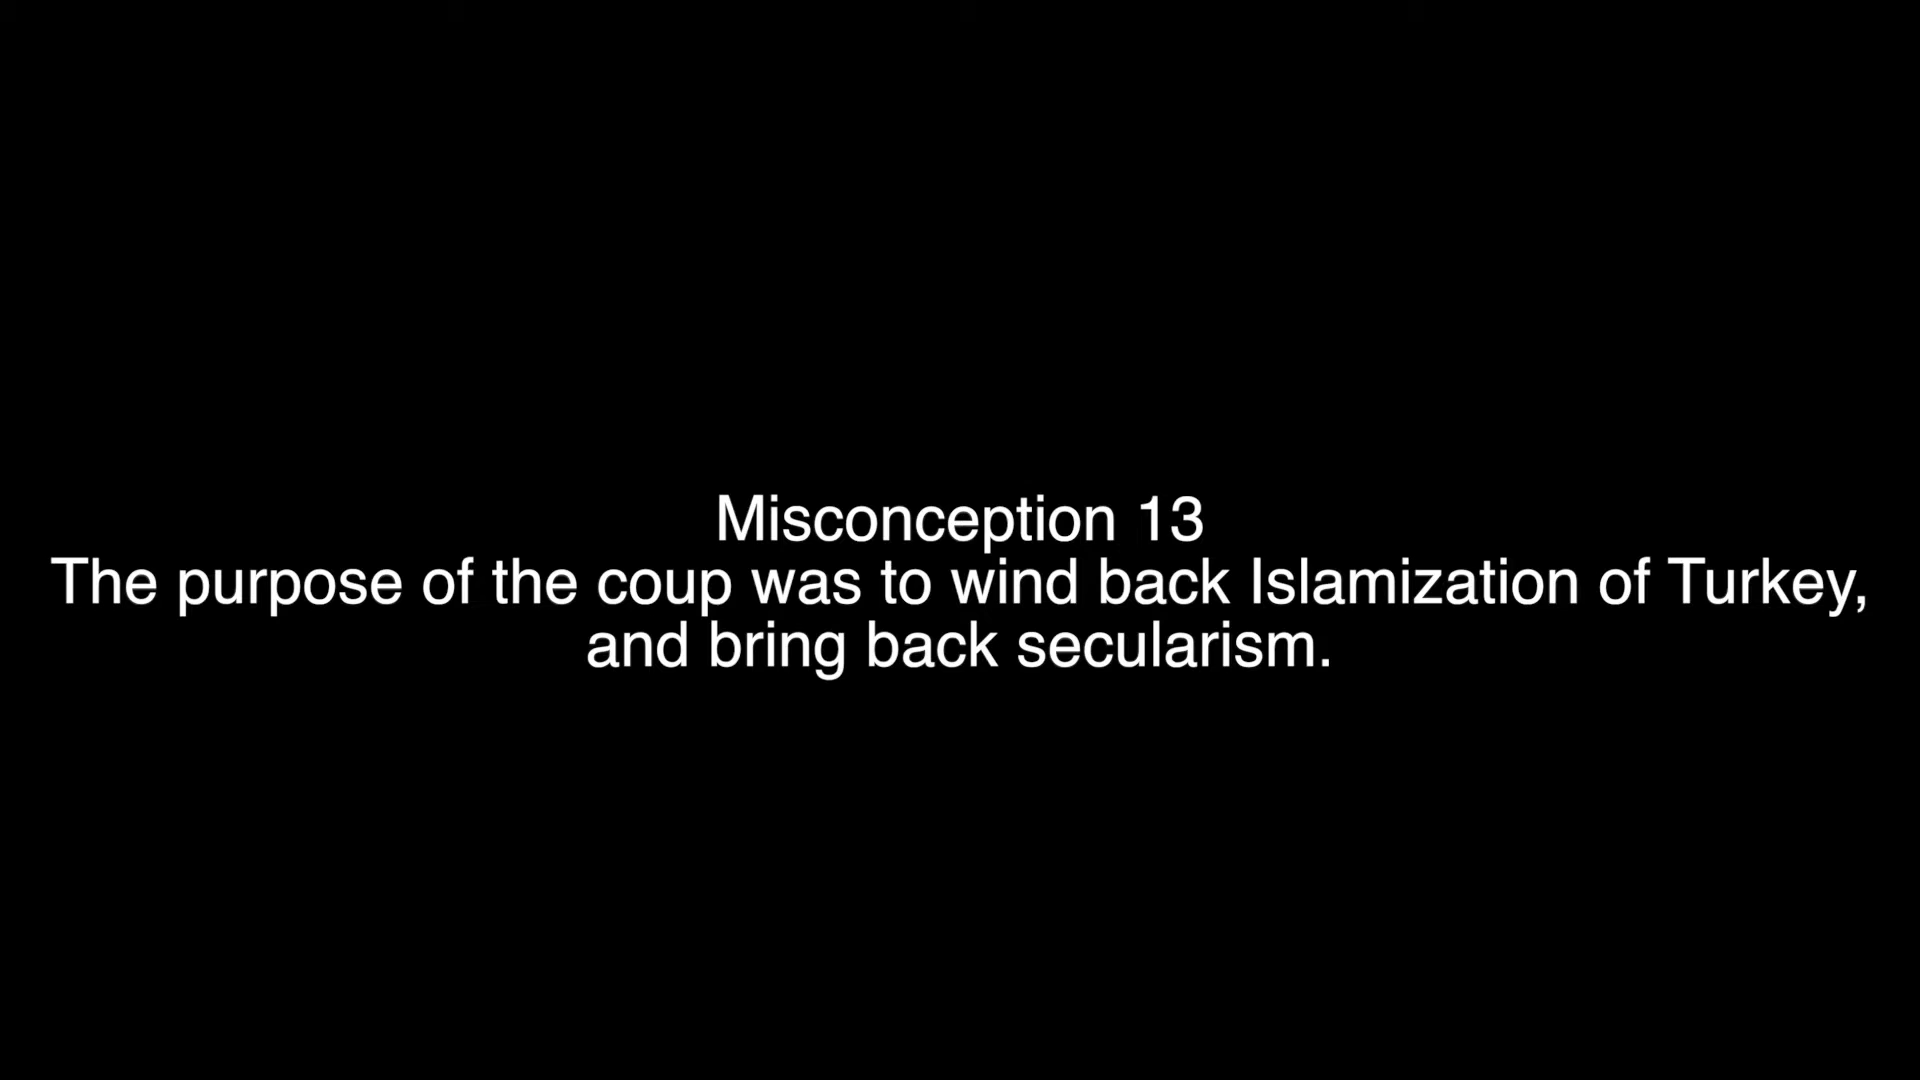 Misconception 13
The purpose of the coup was to wind back Islamization of Turkey,
and bring back secularism.